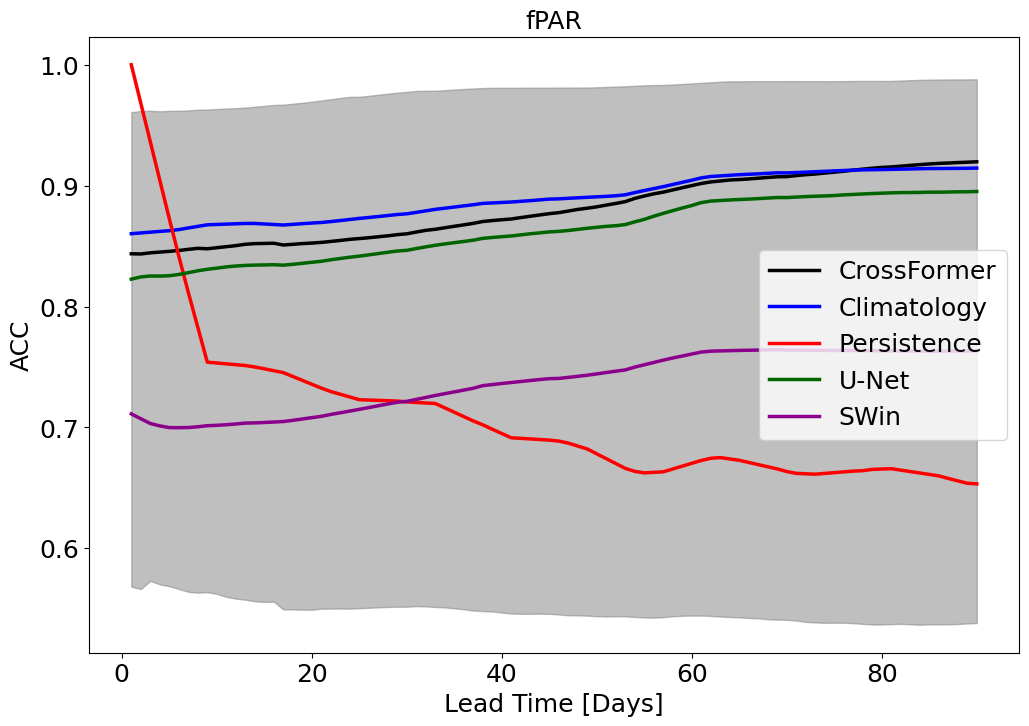 fPAR
1.0
0.9
0.8
0.7
0.6
ACC
CrossFormer
Climatology
Persistence
U-Net
SWin
0
20
40
60
80
Lead Time [Days]